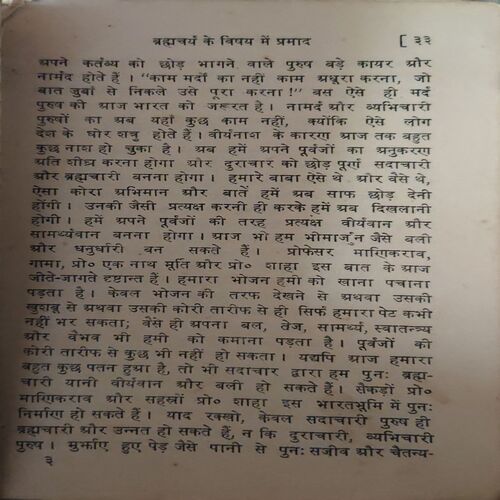 ब्रह्मचर्य के विषय में प्रमाद [ ३३
अपने कर्तव्य को छोड़ भागने वाले पुरुष बड़े कायर और
नामर्द होते हैं । “काम मर्दों का नहीं काम अधूरा करना, जो
बात जुबाँ से निकले उसे पूरा करना !” बस ऐसे ही मर्द
पुरुष की आज भारत को जरूरत है । नामर्द और व्यभिचारी
पुरुषों का अब यहाँ कुछ काम नहीं, क्योंकि ऐसे लोग
देश के घोर शत्रु होते हैं । वीर्यनाश के कारण आज तक बहुत
कुछ नाश हो चुका है । अब हमें अपने पूर्वजों का अनुकरण
अति शीघ्र करना होगा और दुराचार को छोड़ पूर्ण सदाचारी
और ब्रह्मचारी बनना होगा । हमारे बाबा ऐसे थे और वैसे थे,
ऐसा कोरा अभिमान और बातें हमें अब साफ छोड़ देनी
होंगी । उनकी जैसी प्रत्यक्ष करनी ही करके हमें अब दिखलानी
होगी । हमें अपने पूर्वजों की तरह प्रत्यक्ष वीर्यवान और
सामर्थ्यवान बनना होगा । आज भी हम भीमार्जुन जैसे बली
और धनुर्धारी बन सकते हैं । प्रोफेसर माणिकराव,
गामा, प्रो० एक नाथ मूर्ति और प्रो० शाहा इस बात के आज
जीते-जागते दृष्टान्त हैं । हमारा भोजन हमी को खाना पचाना
पड़ता है । केवल भोजन की तरफ देखने से अथवा उसकी
खुशबू से अथवा उसकी कोरी तारीफ से ही सिर्फ हमारा पेट कभी
नहीं भर सकता; वैसे ही अपना बल, तेज, सामर्थ्य, स्वातन्त्र्य
और वैभव भी हमी को कमाना पड़ता है । पूर्वजों की
कोरी तारीफ से कुछ भी नहीं हो सकता । यद्यपि आज हमारा
बहुत कुछ पतन हुआ है, तो भी सदाचार द्वारा हम पुनः ब्रह्म-
चारी यानी वीर्यवान और बली हो सकते हैं । सैकड़ों प्रो०
माणिकराव और सहस्रों प्रो० शाहा इस भारतभूमि में पुनः
निर्माण हो सकते हैं । याद रक्खो, केवल सदाचारी पुरुष ही
ब्रह्मचारी और उन्नत हो सकते हैं, न कि दुराचारी, व्यभिचारी
पुरुष । मुर्झाए हुए पेड़ जैसे पानी से पुनः सजीव और चैतन्य-
३